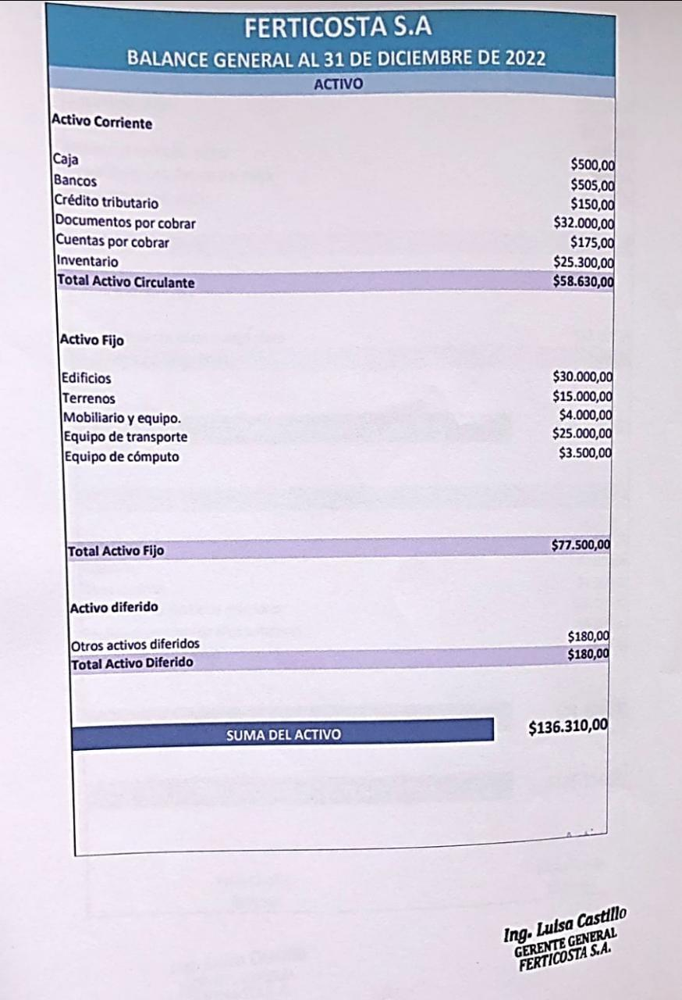 FERTICOSTA S.A
BALANCE GENERAL AL 31 DE DICIEMBRE DE 2022
ACTIVO
Activo Corriente
Caja $500,00
Bancos $505,00
Crédito tributario $150,00
Documentos por cobrar $32.000,00
Cuentas por cobrar $175,00
Inventario $25.300,00
Total Activo Circulante $58.630,00
Activo Fijo
Edificios $30.000,00
Terrenos $15.000,00
Mobiliario y equipo. $4.000,00
Equipo de transporte $25.000,00
Equipo de cómputo $3.500,00
Total Activo Fijo $77.500,00
Activo diferido
Otros activos diferidos $180,00
Total Activo Diferido $180,00
SUMA DEL ACTIVO $136.310,00
Ing. Luisa Castillo
GERENTE GENERAL
FERTICOSTA S.A.